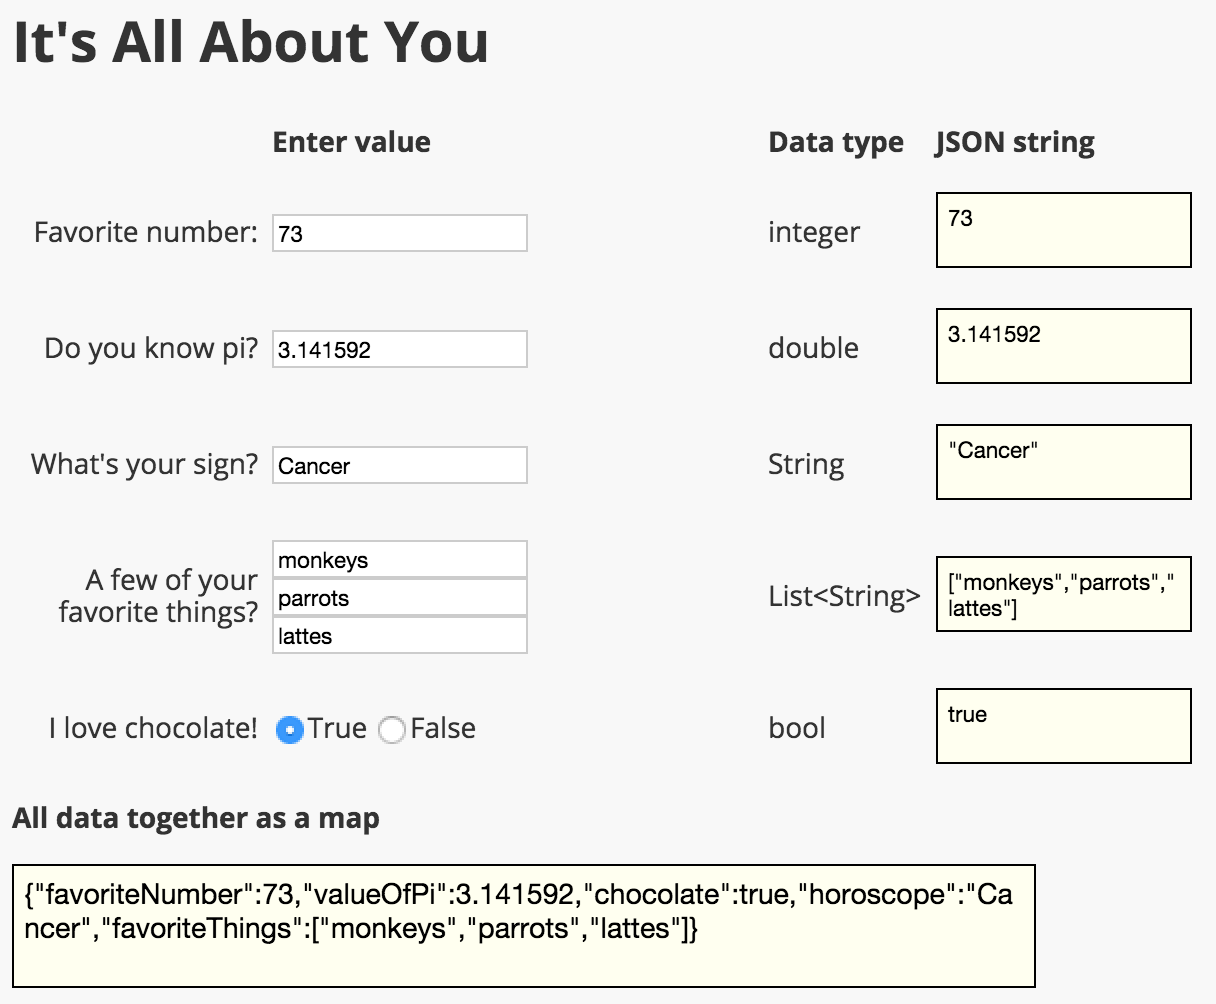 It's All About You
Enter value Data type JSON string
Favorite number: 73 integer 73
Do you know pi? 3.141592 double 3.141592
What's your sign? Cancer String "Cancer"
A few of your
favorite things?
monkeys
parrots
lattes
List<String>
["monkeys","parrots","
lattes"]
I love chocolate! True False bool true
All data together as a map
{"favoriteNumber":73,"valueOfPi":3.141592,"chocolate":true,"horoscope":"Ca
ncer","favoriteThings":["monkeys","parrots","lattes"]}